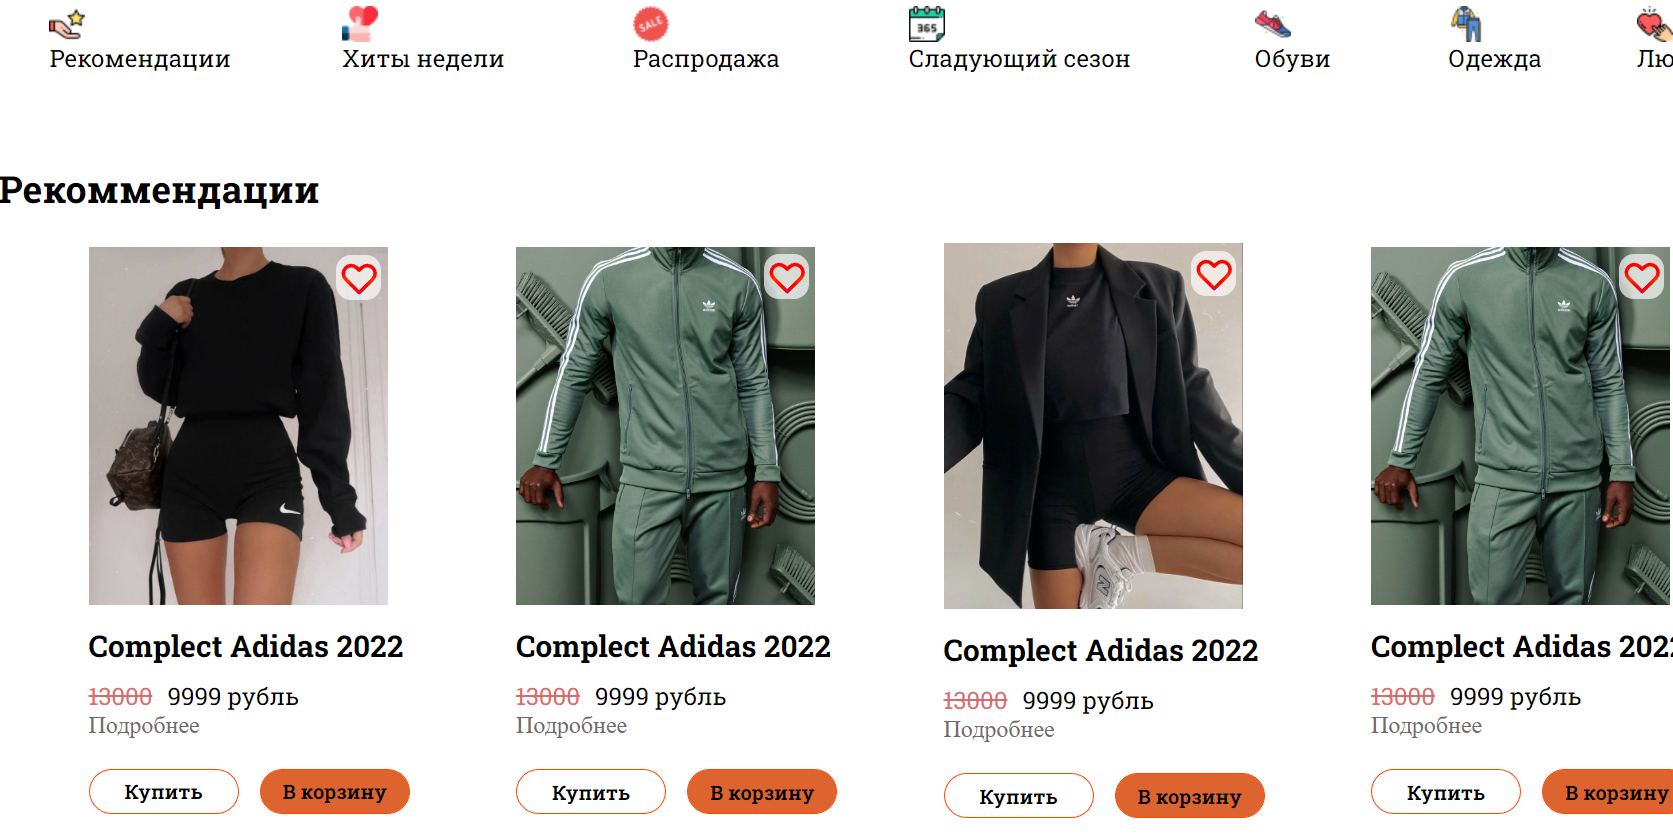 SALE
365
Рекомендации Хиты недели Распродажа Сладующий сезон Обуви Одежда Лю
Рекоммендации
Complect Adidas 2022 Complect Adidas 2022 Complect Adidas 2022 Complect Adidas 202
13000 9999 рубль 13000 9999 рубль 13000 9999 рубль 13000 9999 рубль
Подробнее Подробнее Подробнее Подробнее
Купить В корзину Купить В корзину Купить В корзину Купить В корзину